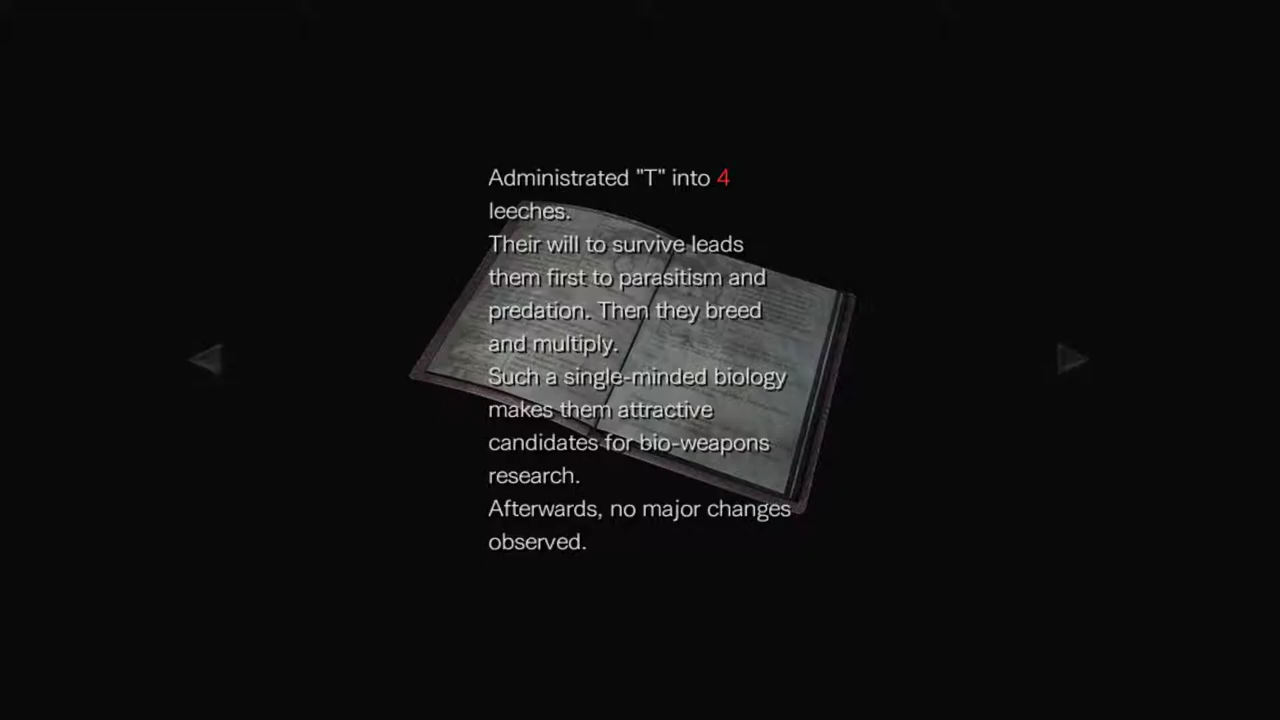 Administrated "T" into 4
leeches.
Their will to survive leads
them first to parasitism and
predation. Then they breed
and multiply.
Such a single-minded biology
makes them attractive
candidates for bio-weapons
research.
Afterwards, no major changes
observed.